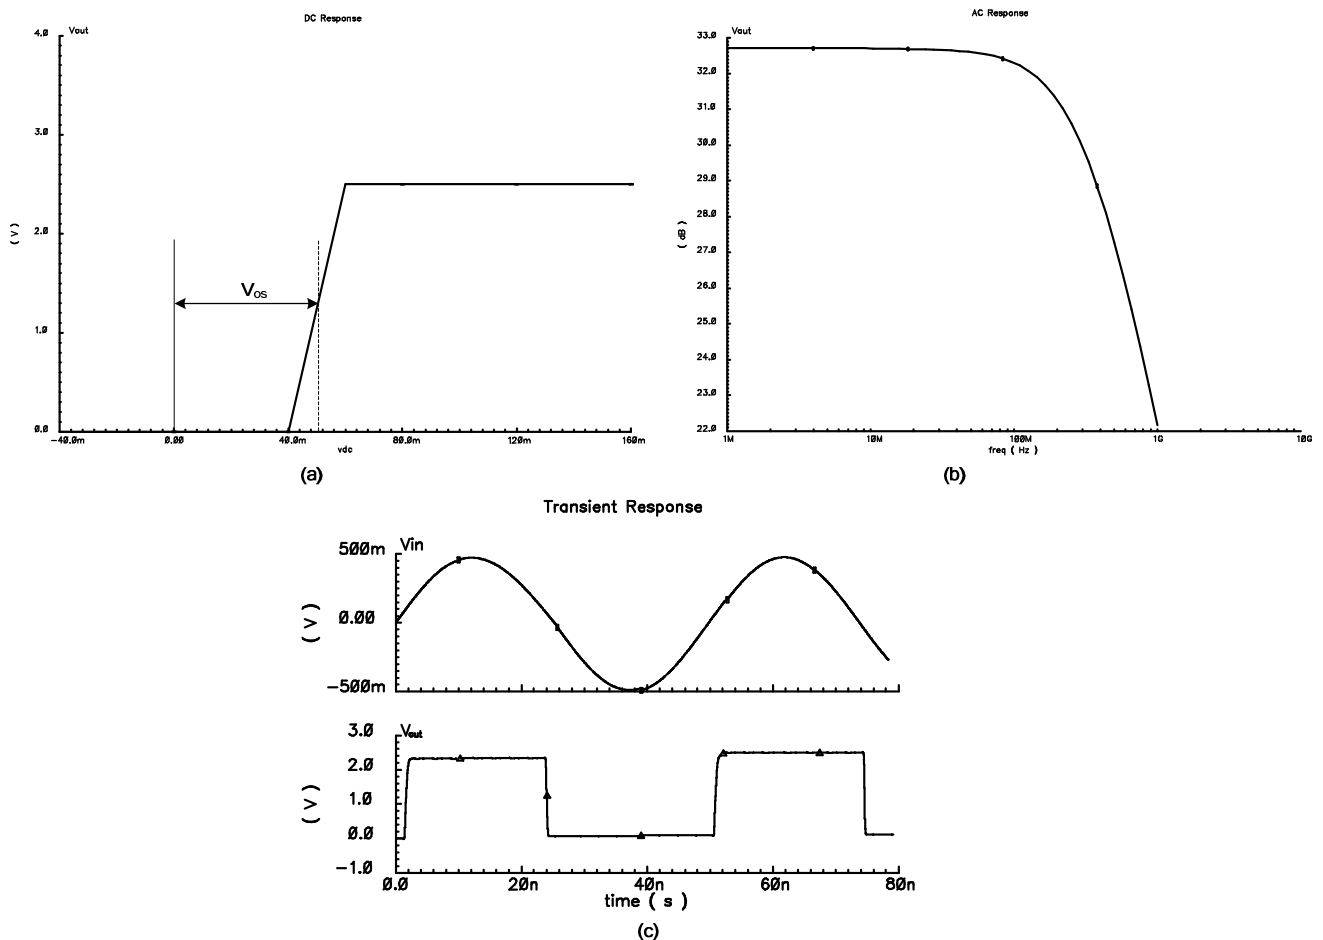 DC Response
Vout
4.0
3.0
2.0
1.0
0.0
( V )
VOS
-40.0m 0.00 40.0m 80.0m 120m 160m
vdc
(a)
AC Response
Vout
33.0
32.0
31.0
30.0
29.0
28.0
27.0
26.0
25.0
24.0
23.0
22.0
( dB )
1M 10M 100M 1G 10G
freq ( Hz )
(b)
Transient Response
Vin
500m
0.00
-500m
( V )
Vout
3.0
2.0
1.0
0.0
-1.0
( V )
0.0 20n 40n 60n 80n
time ( s )
(c)